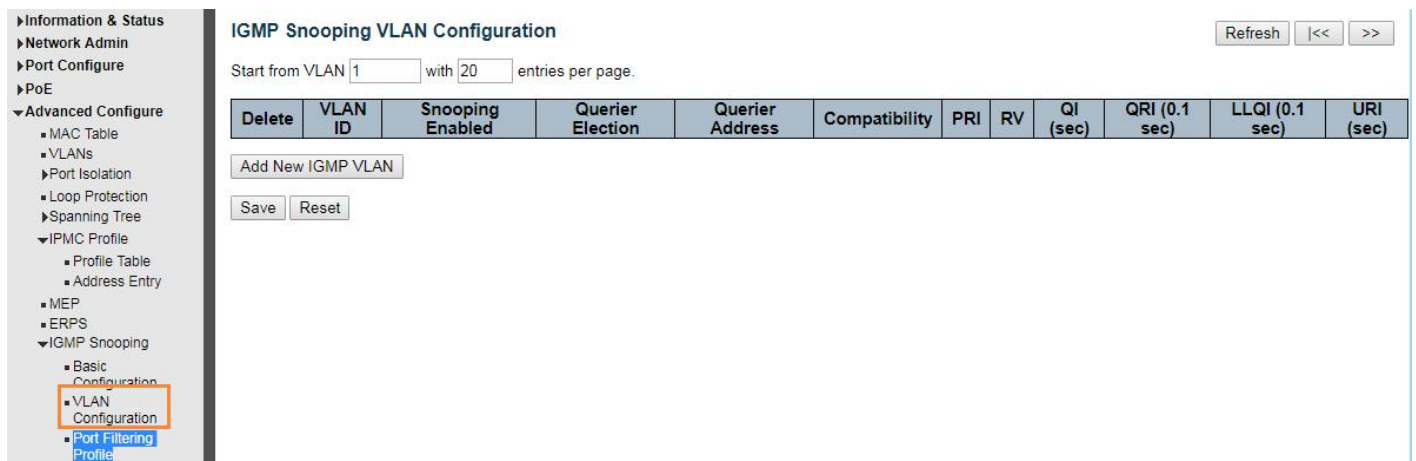 Information & Status
Network Admin
Port Configure
PoE
Advanced Configure
MAC Table
VLANs
Port Isolation
Loop Protection
Spanning Tree
IPMC Profile
Profile Table
Address Entry
MEP
ERPS
IGMP Snooping
Basic
Configuration
VLAN
Configuration
Port Filtering
Profile
IGMP Snooping VLAN Configuration
Refresh |<< >>
Start from VLAN 1 with 20 entries per page.
Delete VLAN ID Snooping Enabled Querier Election Querier Address Compatibility PRI RV QI (sec) QRI (0.1 sec) LLQI (0.1 sec) URI (sec)
Add New IGMP VLAN
Save Reset